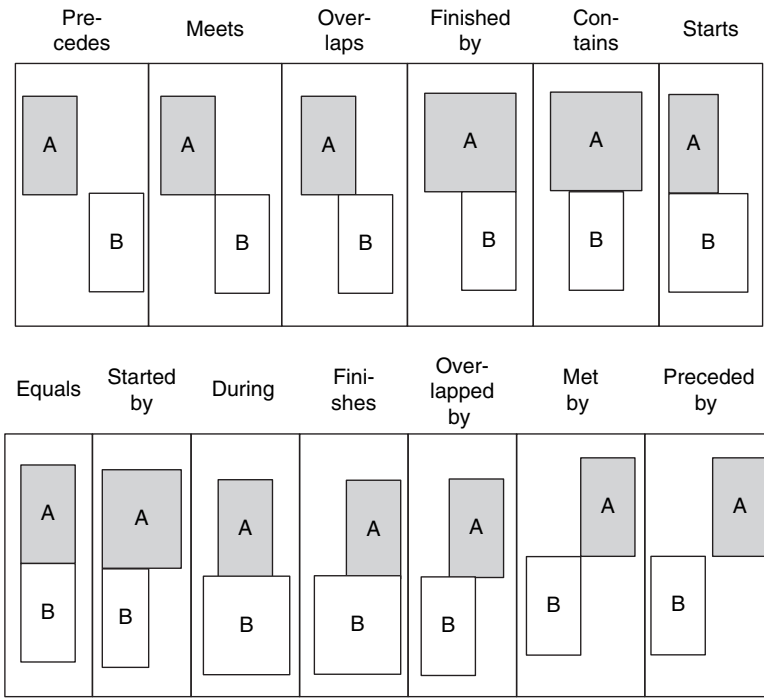 Pre-
cedes
Meets
Over-
laps
Finished
by
Con-
tains
Starts
A
A
A
A
A
A
B
B
B
B
B
B
Equals
Started
by
During
Fini-
shes
Over-
lapped
by
Met
by
Preceded
by
A
A
A
A
A
A
A
B
B
B
B
B
B
B